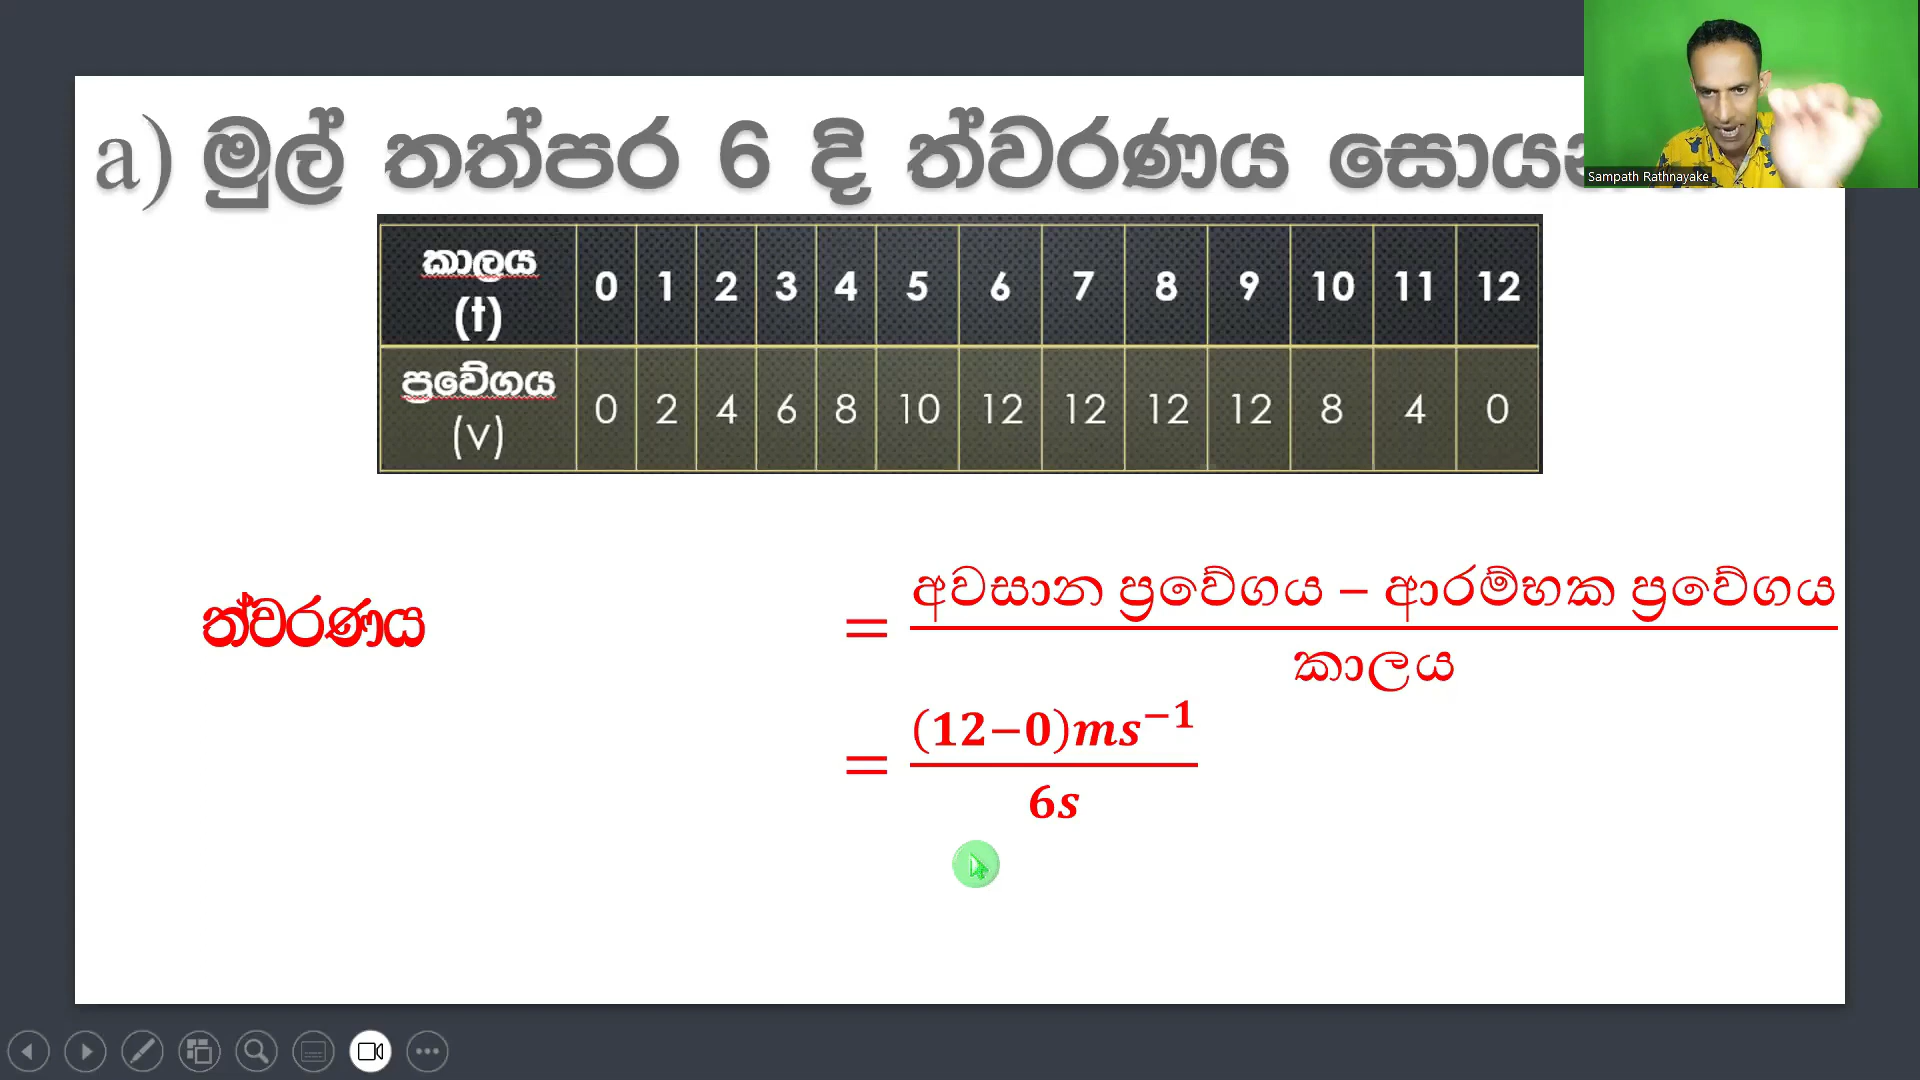 a) මුල් තත්පර 6 දි ත්වරණය
Sampath Rathnayake
කාලය (t) 0 1 2 3 4 5 6 7 8 9 10 11 12
ප්‍රවේගය (v) 0 2 4 6 8 10 12 12 12 12 8 4 0
ත්වරණය = අවසාන ප්‍රවේගය – ආරම්භක ප්‍රවේගය
කාලය
= (12−0)ms⁻¹
6s